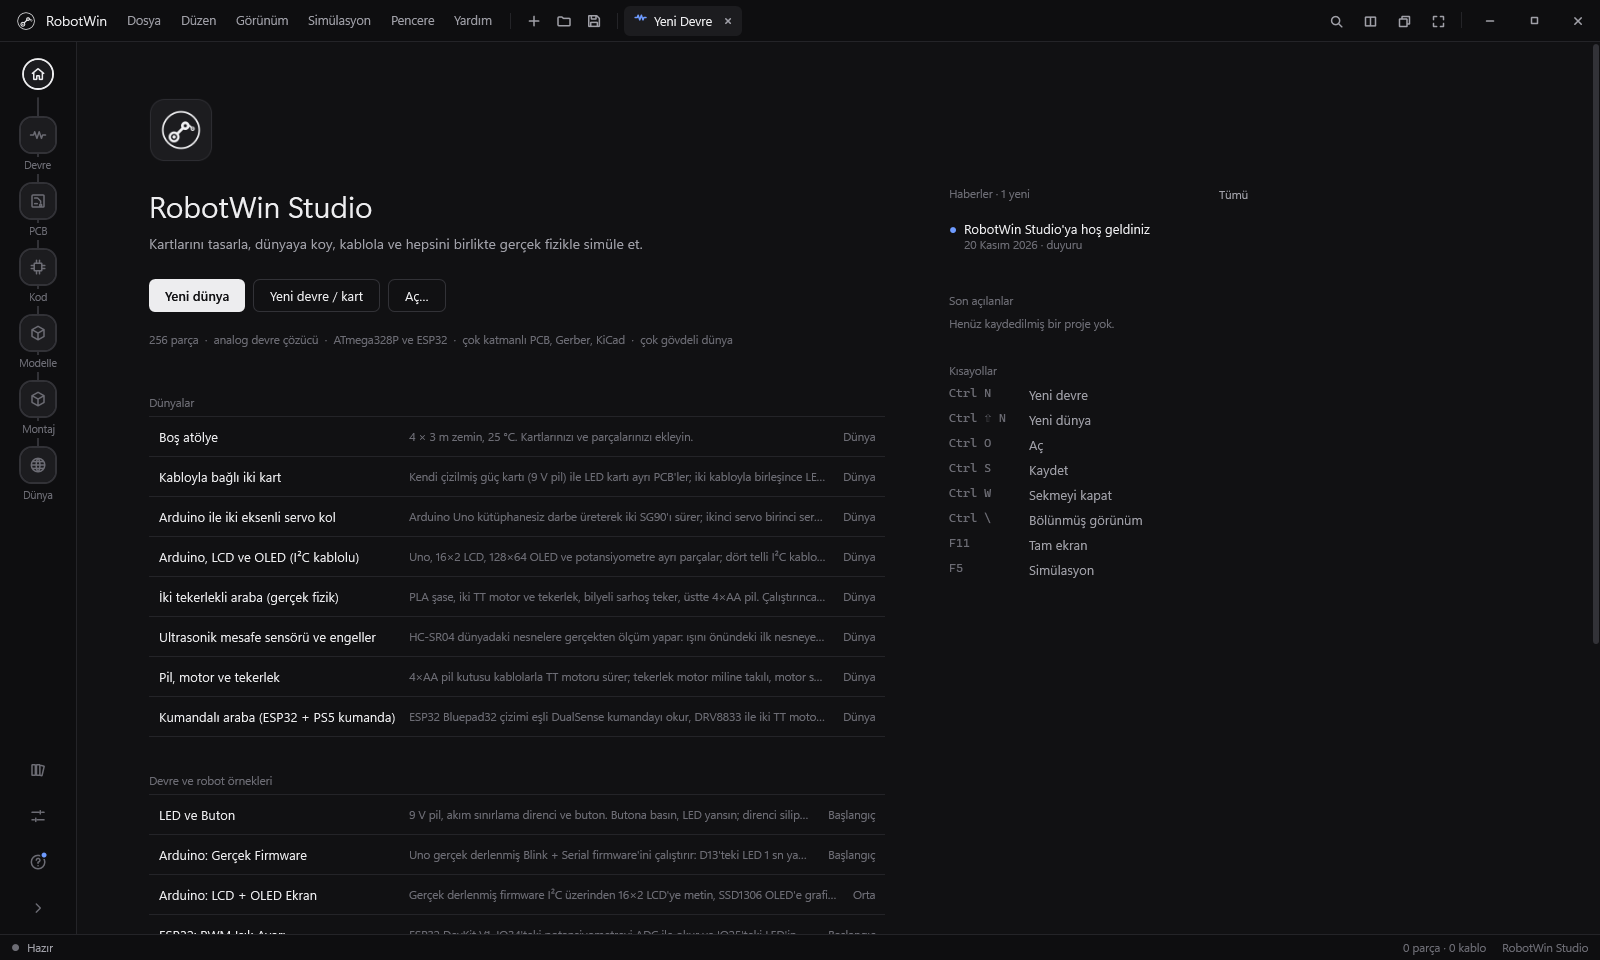 RobotWin Dosya Düzen Görünüm Simülasyon Pencere Yardım Yeni Devre
Devre
PCB
Kod
Modelle
Montaj
Dünya
RobotWin Studio
Kartlarını tasarla, dünyaya koy, kablola ve hepsini birlikte gerçek fizikle simüle et.
Yeni dünya Yeni devre / kart Aç...
256 parça · analog devre çözücü · ATmega328P ve ESP32 · çok katmanlı PCB, Gerber, KiCad · çok gövdeli dünya
Dünyalar
Boş atölye 4 × 3 m zemin, 25 °C. Kartlarınızı ve parçalarınızı ekleyin. Dünya
Kabloyla bağlı iki kart Kendi çizilmiş güç kartı (9 V pil) ile LED kartı ayrı PCB'ler; iki kabloyla birleşince LE... Dünya
Arduino ile iki eksenli servo kol Arduino Uno kütüphanesiz darbe üreterek iki SG90'ı sürer; ikinci servo birinci ser... Dünya
Arduino, LCD ve OLED (I²C kablolu) Uno, 16×2 LCD, 128×64 OLED ve potansiyometre ayrı parçalar; dört telli I²C kablo... Dünya
İki tekerlekli araba (gerçek fizik) PLA şase, iki TT motor ve tekerlek, bilyeli sarhoş teker, üstte 4×AA pil. Çalıştırınca... Dünya
Ultrasonik mesafe sensörü ve engeller HC-SR04 dünyadaki nesnelere gerçekten ölçüm yapar: ışını önündeki ilk nesneye... Dünya
Pil, motor ve tekerlek 4×AA pil kutusu kablolarla TT motoru sürer; tekerlek motor miline takılı, motor s... Dünya
Kumandalı araba (ESP32 + PS5 kumanda) ESP32 Bluepad32 çizimi eşli DualSense kumandayı okur, DRV8833 ile iki TT moto... Dünya
Devre ve robot örnekleri
LED ve Buton 9 V pil, akım sınırlama direnci ve buton. Butona basın, LED yansın; direnci silip... Başlangıç
Arduino: Gerçek Firmware Uno gerçek derlenmiş Blink + Serial firmware'ini çalıştırır: D13'teki LED 1 sn ya... Başlangıç
Arduino: LCD + OLED Ekran Gerçek derlenmiş firmware I²C üzerinden 16×2 LCD'ye metin, SSD1306 OLED'e grafi... Orta
Haberler · 1 yeni Tümü
RobotWin Studio'ya hoş geldiniz
20 Kasım 2026 · duyuru
Son açılanlar
Henüz kaydedilmiş bir proje yok.
Kısayollar
Ctrl N Yeni devre
Ctrl ⇧ N Yeni dünya
Ctrl O Aç
Ctrl S Kaydet
Ctrl W Sekmeyi kapat
Ctrl \ Bölünmüş görünüm
F11 Tam ekran
F5 Simülasyon
Hazır 0 parça · 0 kablo RobotWin Studio